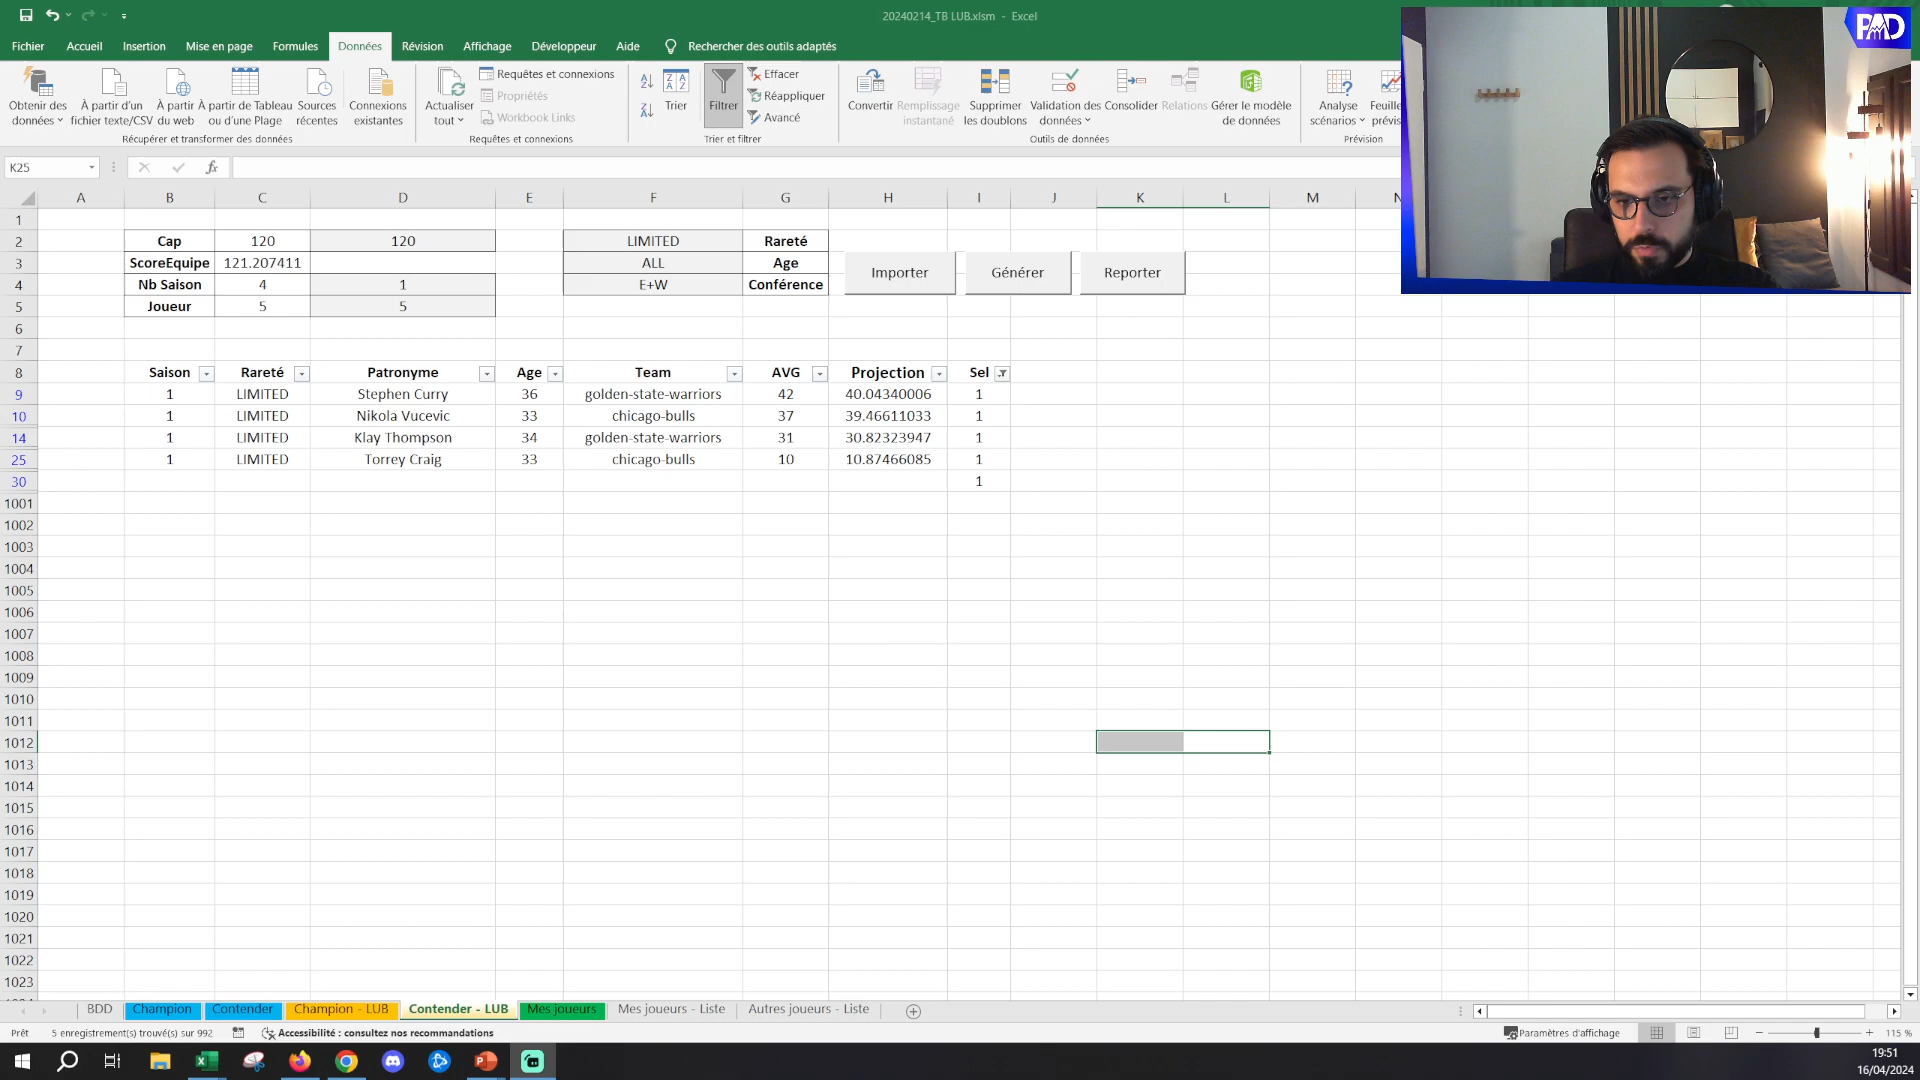 20240214_TB LUB.xlsm - Excel
Fichier Accueil Insertion Mise en page Formules Données Révision Affichage Développeur Aide Rechercher des outils adaptés
PAD
Obtenir des données
À partir d'un fichier texte/CSV
À partir du web
À partir de Tableau ou d'une Plage
Sources récentes
Connexions existantes
Récupérer et transformer des données
Actualiser tout
Requêtes et connexions
Propriétés
Workbook Links
Requêtes et connexions
Trier
Filtrer
Effacer
Réappliquer
Avancé
Trier et filtrer
Convertir
Remplissage instantané
Supprimer les doublons
Validation des données
Consolider
Relations
Gérer le modèle de données
Outils de données
Analyse scénarios
Prévision
K25 fx
A B C D E F G H I J K L M
1
2 Cap 120 120 LIMITED Rareté
3 ScoreEquipe 121.207411 ALL Age
4 Nb Saison 4 1 E+W Conférence
5 Joueur 5 5
Importer Générer Reporter
6
7
8 Saison Rareté Patronyme Age Team AVG Projection Sel
9 1 LIMITED Stephen Curry 36 golden-state-warriors 42 40.04340006 1
10 1 LIMITED Nikola Vucevic 33 chicago-bulls 37 39.46611033 1
14 1 LIMITED Klay Thompson 34 golden-state-warriors 31 30.82323947 1
25 1 LIMITED Torrey Craig 33 chicago-bulls 10 10.87466085 1
30 1
1001
1002
1003
1004
1005
1006
1007
1008
1009
1010
1011
1012
1013
1014
1015
1016
1017
1018
1019
1020
1021
1022
1023
BDD Champion Contender Champion - LUB Contender - LUB Mes joueurs Mes joueurs - Liste Autres joueurs - Liste
Prêt 5 enregistrement(s) trouvé(s) sur 992 Accessibilité : consultez nos recommandations Paramètres d'affichage 115 %
19:51
16/04/2024